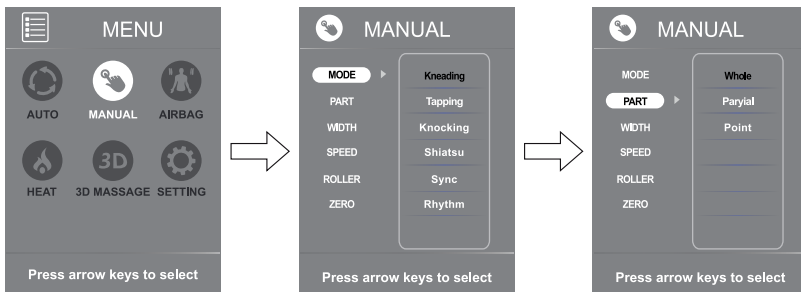 MENU
AUTO MANUAL AIRBAG
3D
HEAT 3D MASSAGE SETTING
Press arrow keys to select
MANUAL
MODE Kneading
PART Tapping
WIDTH Knocking
SPEED Shiatsu
ROLLER Sync
ZERO Rhythm
Press arrow keys to select
MANUAL
MODE Whole
PART Paryial
WIDTH Point
SPEED
ROLLER
ZERO
Press arrow keys to select